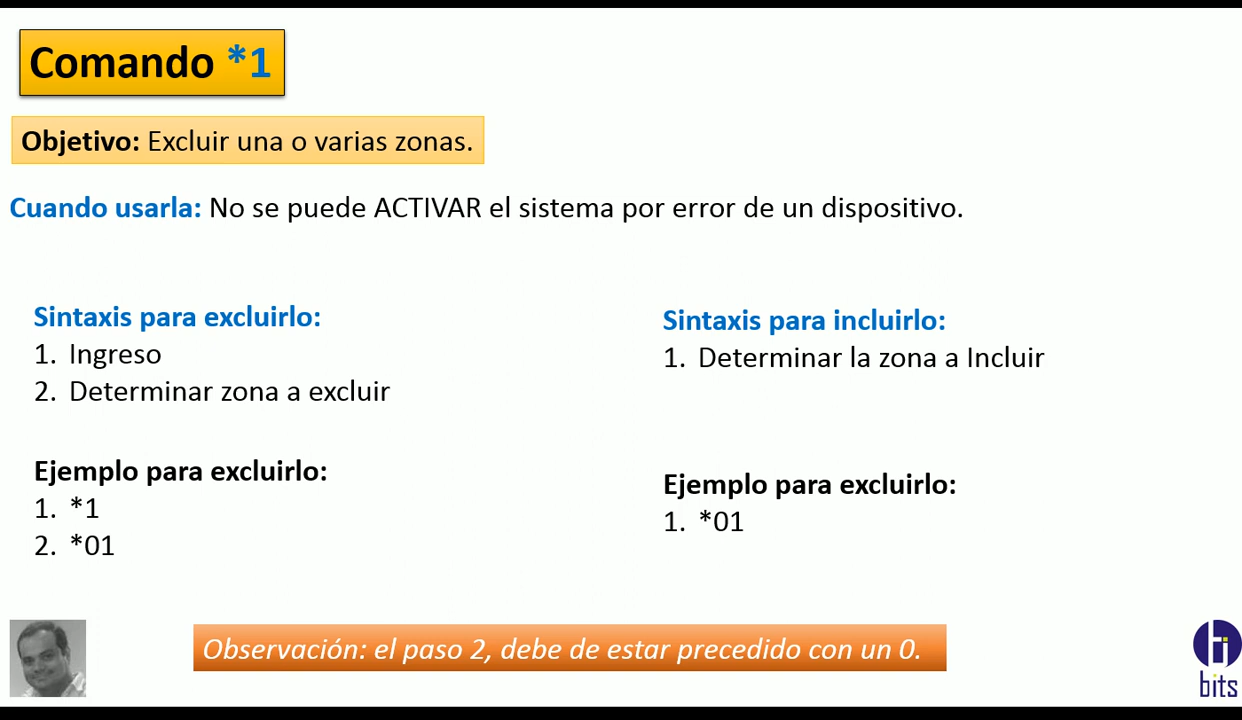 Comando *1
Objetivo: Excluir una o varias zonas.
Cuando usarla: No se puede ACTIVAR el sistema por error de un dispositivo.
Sintaxis para excluirlo:
1. Ingreso
2. Determinar zona a excluir
Ejemplo para excluirlo:
1. *1
2. *01
Sintaxis para incluirlo:
1. Determinar la zona a Incluir
Ejemplo para excluirlo:
1. *01
Observación: el paso 2, debe de estar precedido con un 0.
bits